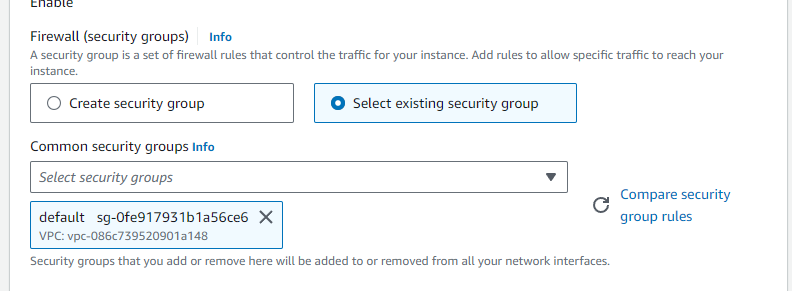 Enable
Firewall (security groups) Info
A security group is a set of firewall rules that control the traffic for your instance. Add rules to allow specific traffic to reach your
instance.
Create security group
Select existing security group
Common security groups Info
Select security groups
default sg-0fe917931b1a56ce6
VPC: vpc-086c739520901a148
Compare security
group rules
Security groups that you add or remove here will be added to or removed from all your network interfaces.